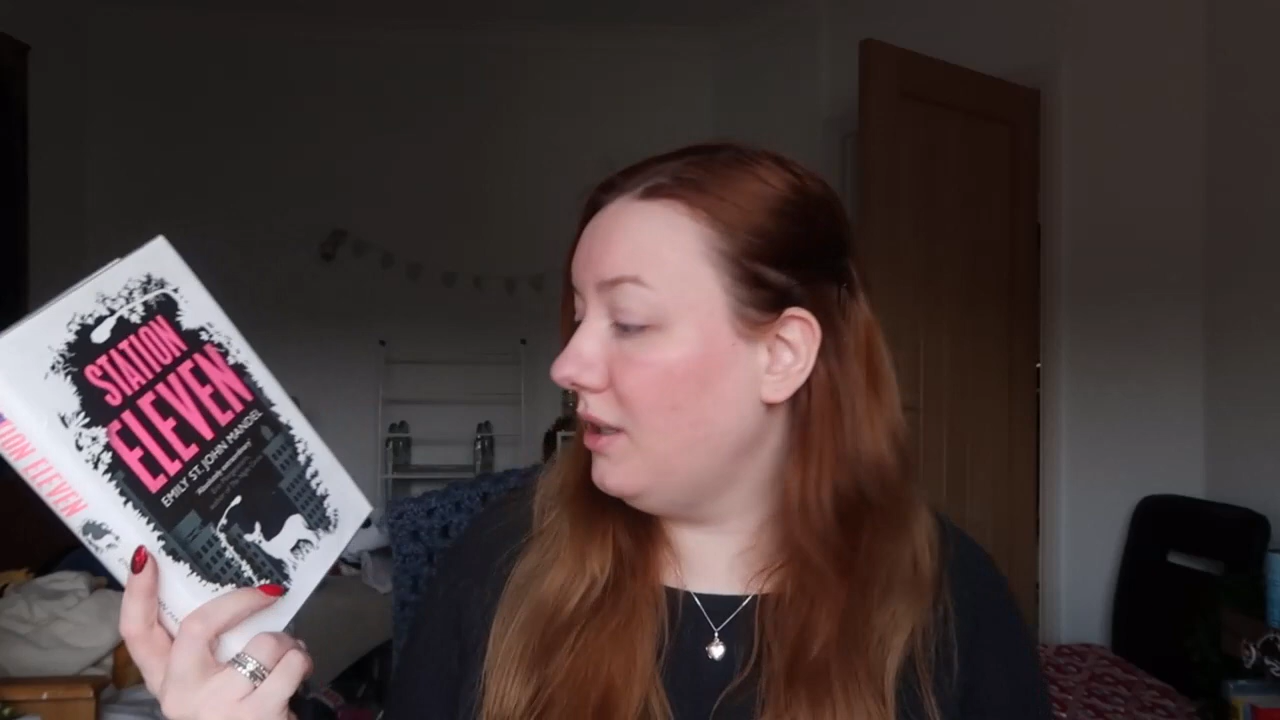 STATION
ELEVEN
EMILY ST. JOHN MANDEL
ION ELEVEN